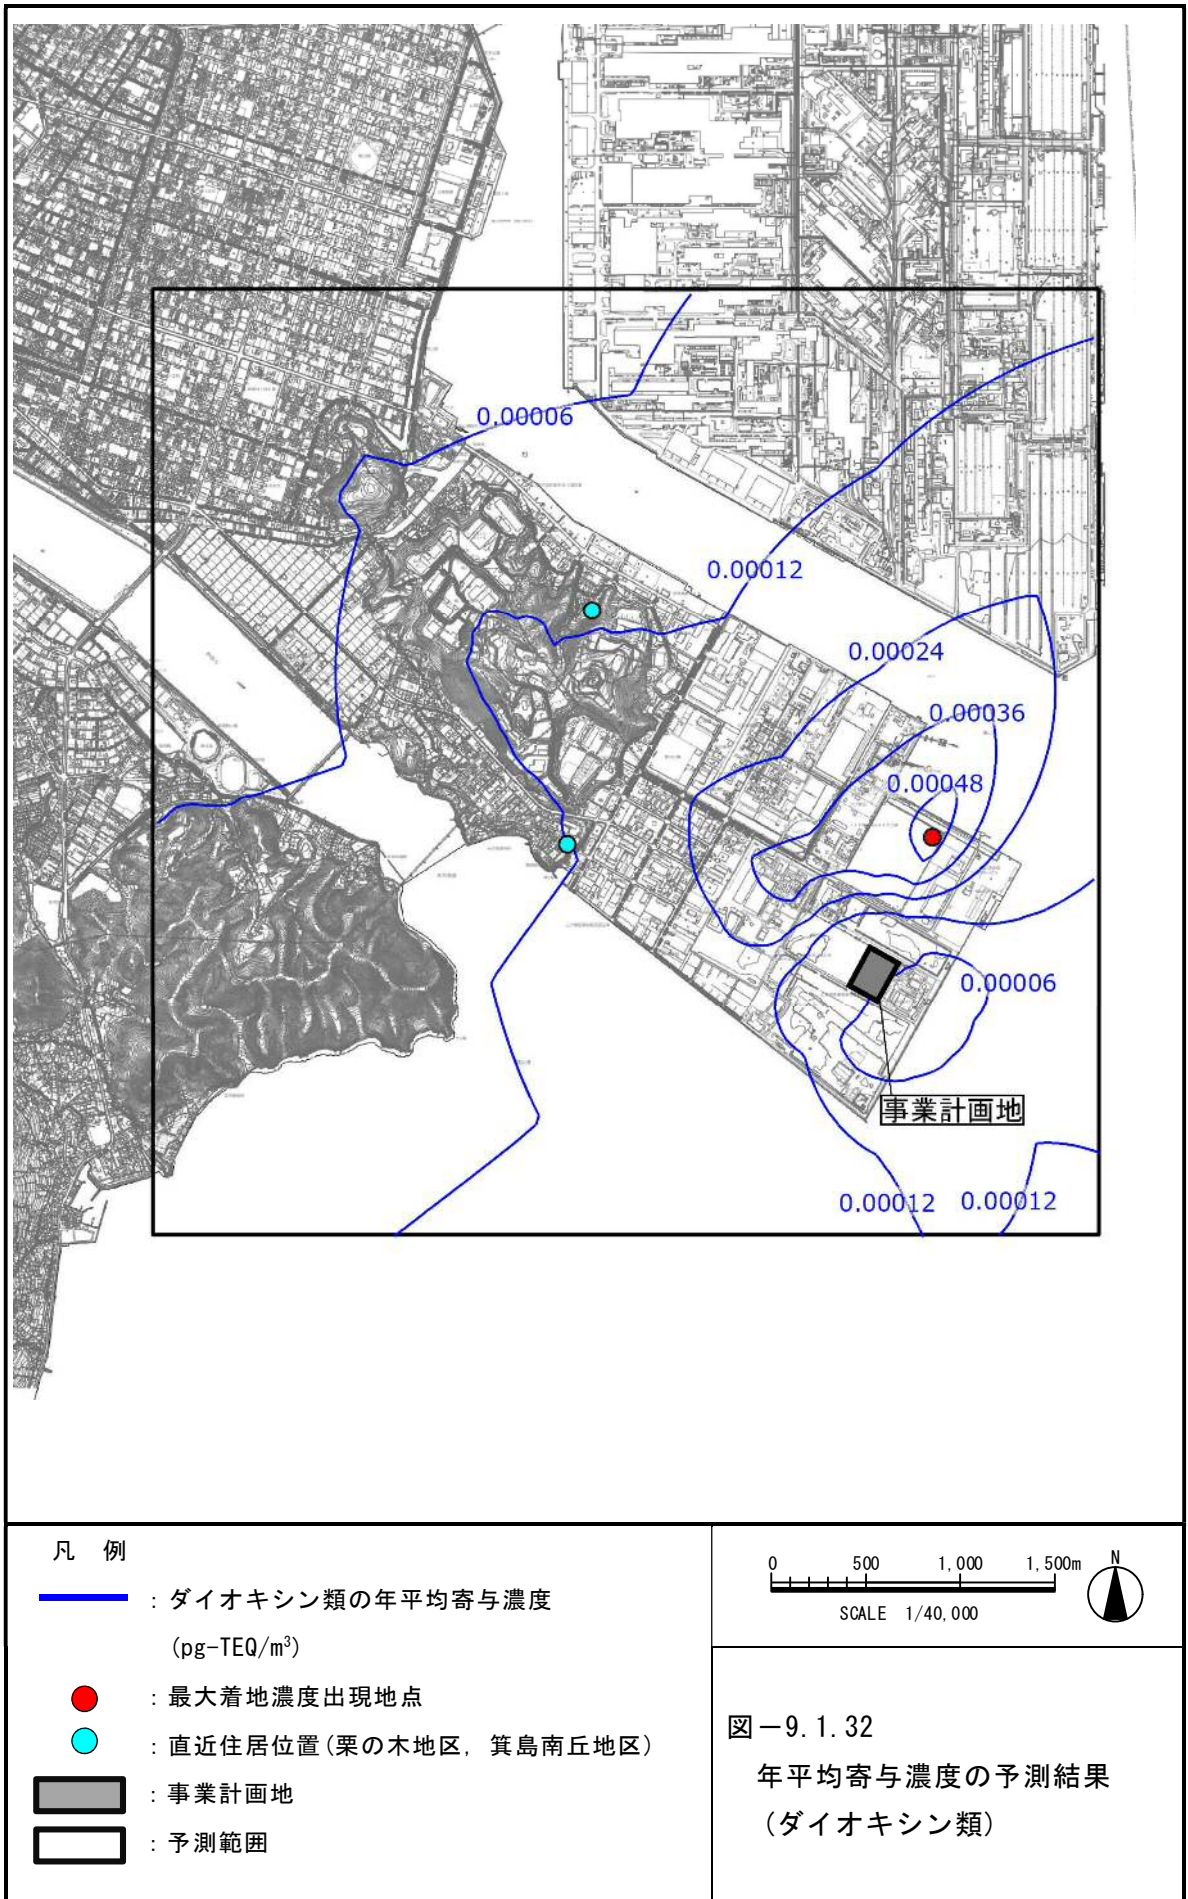 0.00006
0.00012
0.00024
0.00036
0.00048
0.00006
事業計画地
0.00012
0.00012
凡 例
：ダイオキシン類の年平均寄与濃度
(pg-TEQ/m³)
：最大着地濃度出現地点
：直近住居位置(栗の木地区, 箕島南丘地区)
：事業計画地
：予測範囲
0 500 1,000 1,500m
N
SCALE 1/40,000
図－9.1.32
年平均寄与濃度の予測結果
(ダイオキシン類)